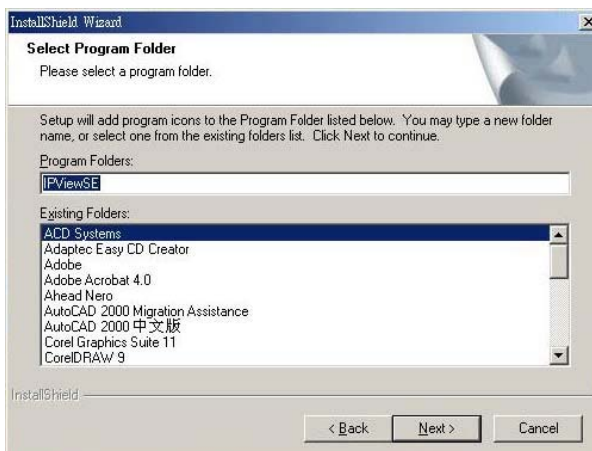 InstallShield Wizard
Select Program Folder
Please select a program folder.
Setup will add program icons to the Program Folder listed below. You may type a new folder
name, or select one from the existing folders list. Click Next to continue.
Program Folders:
IPViewSE
Existing Folders:
ACD Systems
Adaptec Easy CD Creator
Adobe
Adobe Acrobat 4.0
Ahead Nero
AutoCAD 2000 Migration Assistance
AutoCAD 2000 中文版
Corel Graphics Suite 11
CorelDRAW 9
InstallShield
< Back
Next >
Cancel